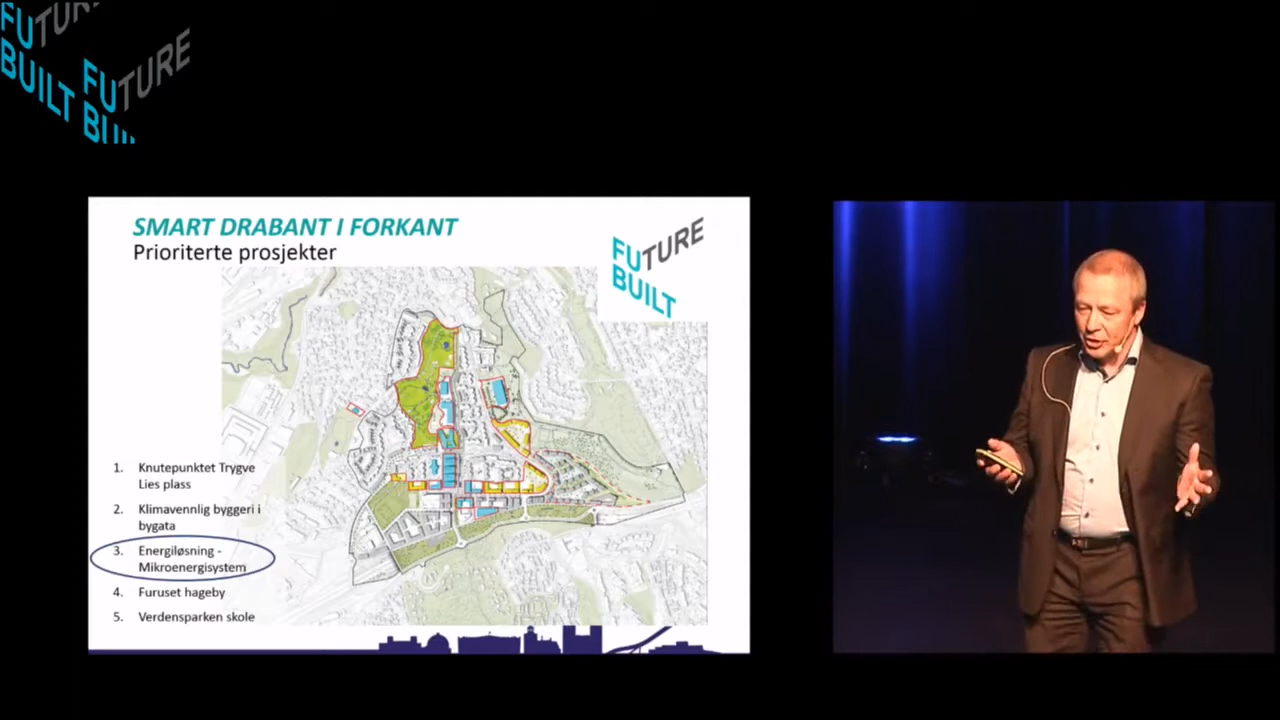 FUTURE
BUILT
FUTURE
BUILT
SMART DRABANT I FORKANT
Prioriterte prosjekter
FUTURE
BUILT
1. Knutepunktet Trygve
Lies plass
2. Klimavennlig byggeri i
bygata
3. Energiløsning -
Mikroenergisystem
4. Furuset hageby
5. Verdensparken skole